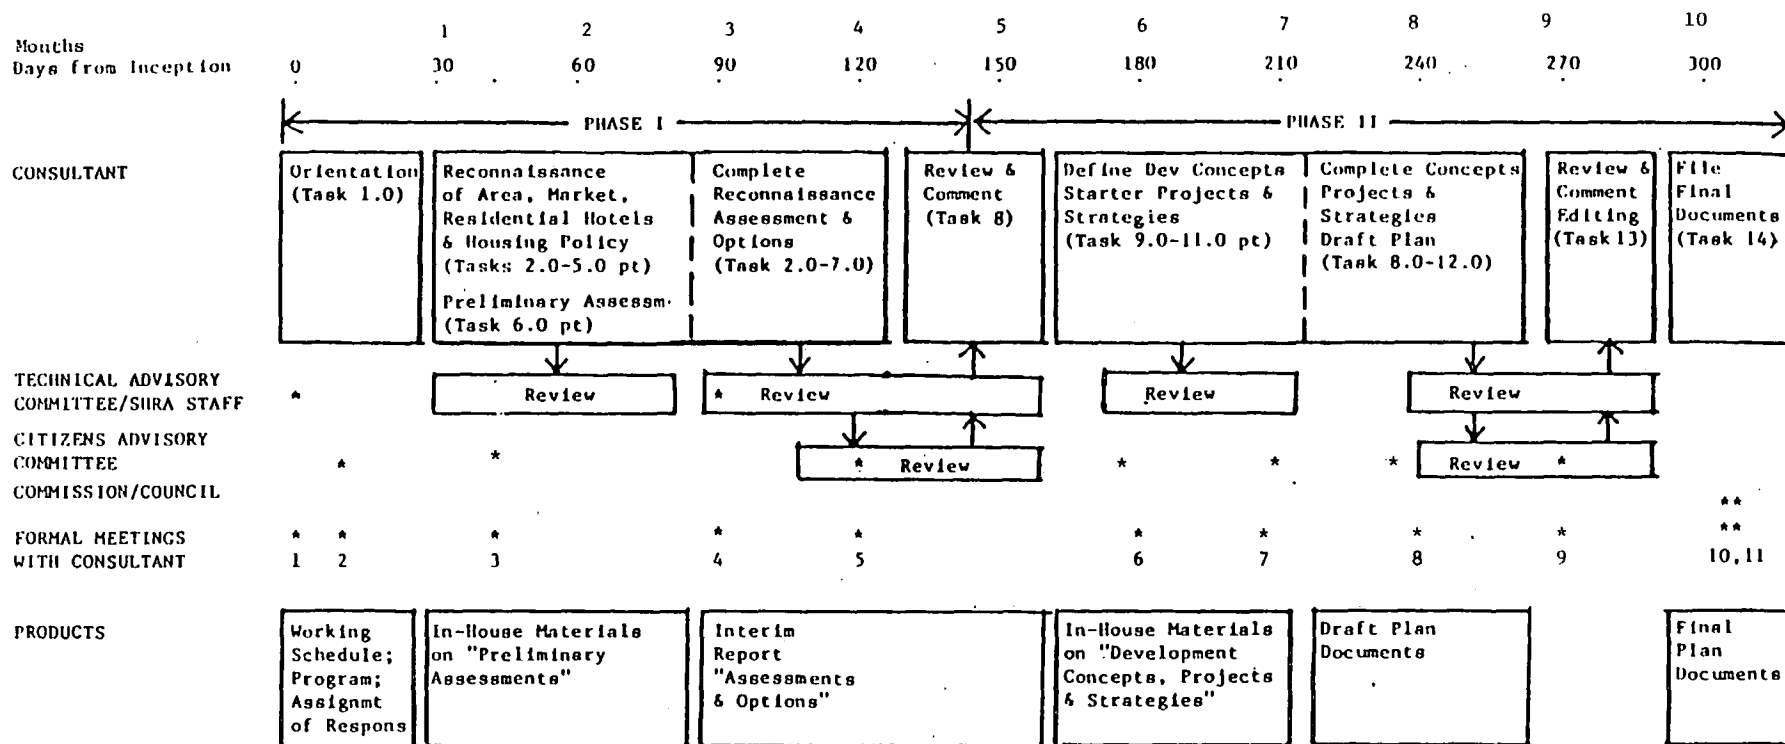 1 2 3 4 5 6 7 8 9 10
Months
Days from Inception 0 30 60 90 120 150 180 210 240 270 300
PHASE I PHASE II
CONSULTANT
Orientation
(Task 1.0)
Reconnaissance
of Area, Market,
Residential Hotels
& Housing Policy
(Tasks 2.0-5.0 pt)
Preliminary Assessm.
(Task 6.0 pt)
Complete
Reconnaissance
Assessment &
Options
(Task 2.0-7.0)
Review &
Comment
(Task 8)
Define Dev Concepts
Starter Projects &
Strategies
(Task 9.0-11.0 pt)
Complete Concepts
Projects &
Strategies
Draft Plan
(Task 8.0-12.0)
Review &
Comment
Editing
(Task 13)
File
Final
Documents
(Task 14)
TECHNICAL ADVISORY
COMMITTEE/SHRA STAFF
* Review * Review Review Review
CITIZENS ADVISORY
COMMITTEE
* * * Review * * * Review *
COMMISSION/COUNCIL
**
FORMAL MEETINGS
WITH CONSULTANT
* * * * * * * * * **
1 2 3 4 5 6 7 8 9 10,11
PRODUCTS
Working
Schedule;
Program;
Assignmt
of Respons
In-House Materials
on "Preliminary
Assessments"
Interim
Report
"Assessments
& Options"
In-House Materials
on "Development
Concepts, Projects
& Strategies"
Draft Plan
Documents
Final
Plan
Documents